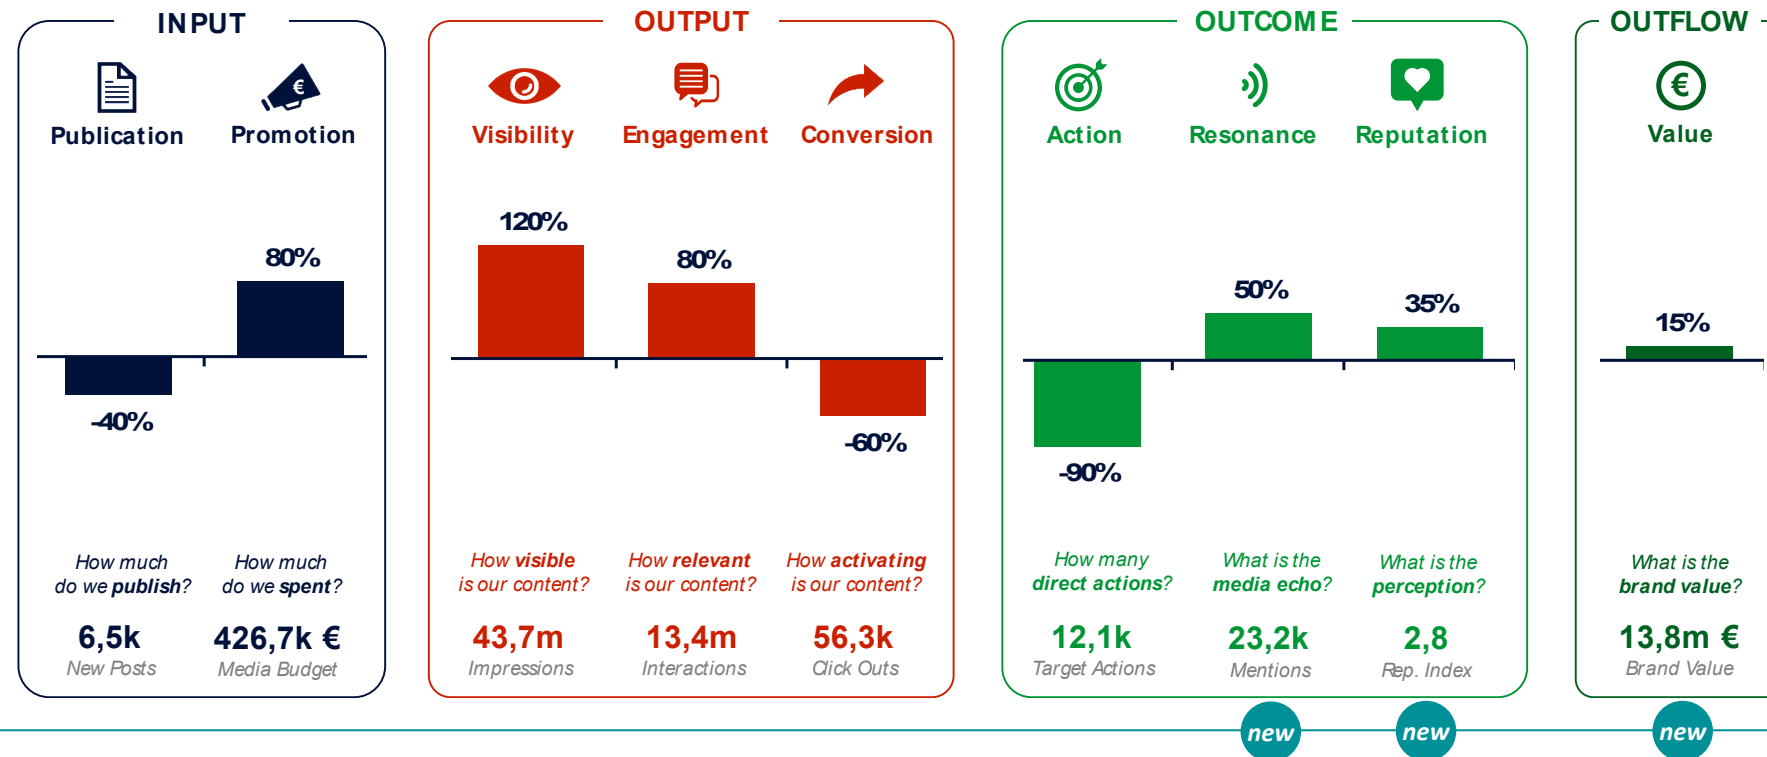 INPUT
€
Publication
Promotion
80%
-40%
How much
do we publish?
How much
do we spent?
6,5k
New Posts
426,7k €
Media Budget
OUTPUT
Visibility
Engagement
Conversion
120%
80%
-60%
How visible
is our content?
How relevant
is our content?
How activating
is our content?
43,7m
Impressions
13,4m
Interactions
56,3k
Click Outs
OUTCOME
Action
Resonance
Reputation
-90%
50%
35%
How many
direct actions?
What is the
media echo?
What is the
perception?
12,1k
Target Actions
23,2k
Mentions
2,8
Rep. Index
OUTFLOW
€
Value
15%
What is the
brand value?
13,8m €
Brand Value
new
new
new